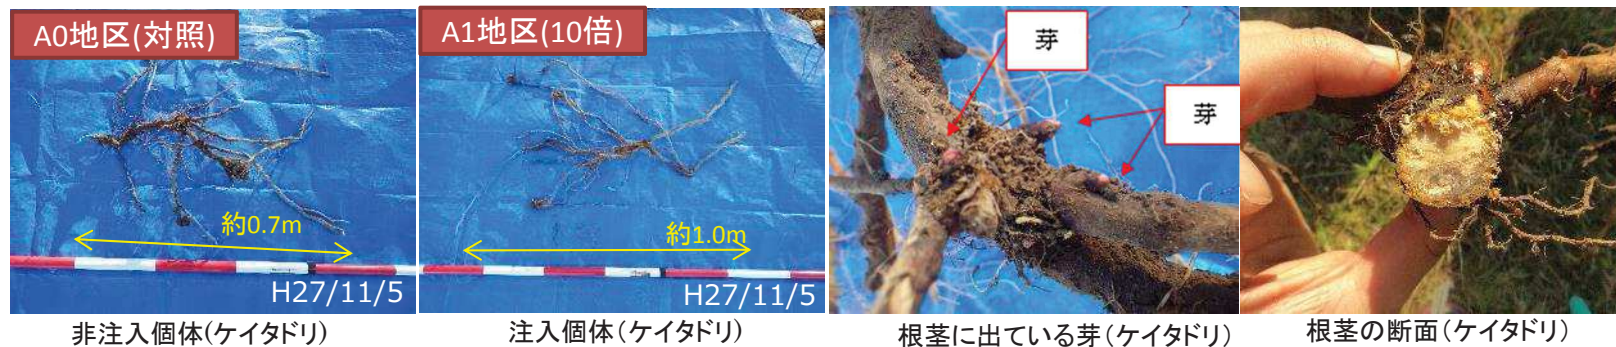 A0地区(対照)
約0.7m
H27/11/5
非注入個体(ケイタドリ)
A1地区(10倍)
約1.0m
H27/11/5
注入個体(ケイタドリ)
芽
芽
根茎に出ている芽(ケイタドリ)
根茎の断面(ケイタドリ)